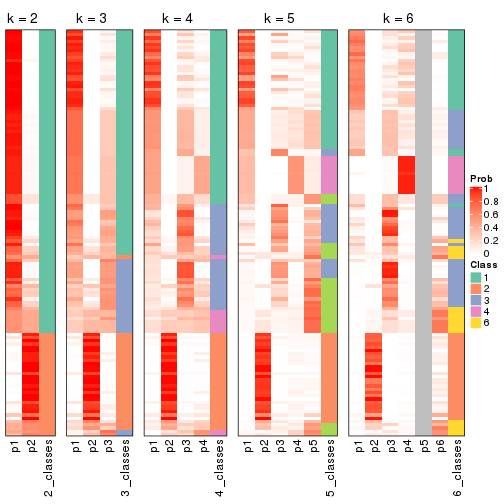 k = 2
k = 3
k = 4
k = 5
k = 6
p1
p2
2_classes
p1
p2
p3
3_classes
p1
p2
p3
p4
4_classes
p1
p2
p3
p4
p5
5_classes
p1
p2
p3
p4
p5
p6
6_classes
Prob
1
0.8
0.6
0.4
0.2
0
Class
1
2
3
4
6